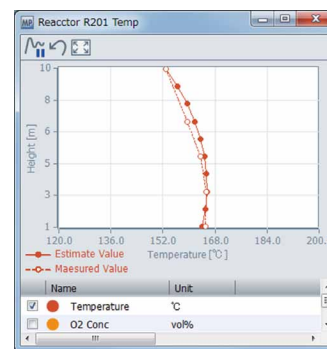 MP Reacctor R201 Temp
10
8
6
5
3
1
Height [m]
120.0 136.0 152.0 168.0 184.0 200.
Estimate Value
Temperature [℃]
Maesured Value
Name Unit
Temperature ℃
O2 Conc vol%